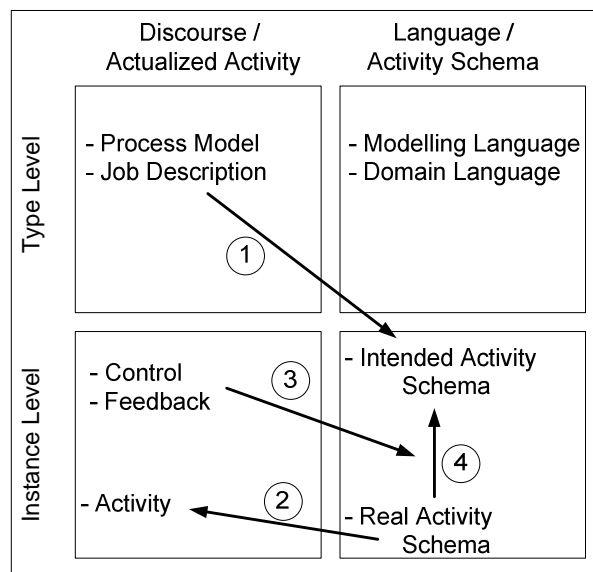 Discourse /
Actualized Activity
Language /
Activity Schema
Type Level
- Process Model
- Job Description
- Modelling Language
- Domain Language
1
Instance Level
- Control
- Feedback
3
- Intended Activity
Schema
4
- Activity
2
- Real Activity
Schema